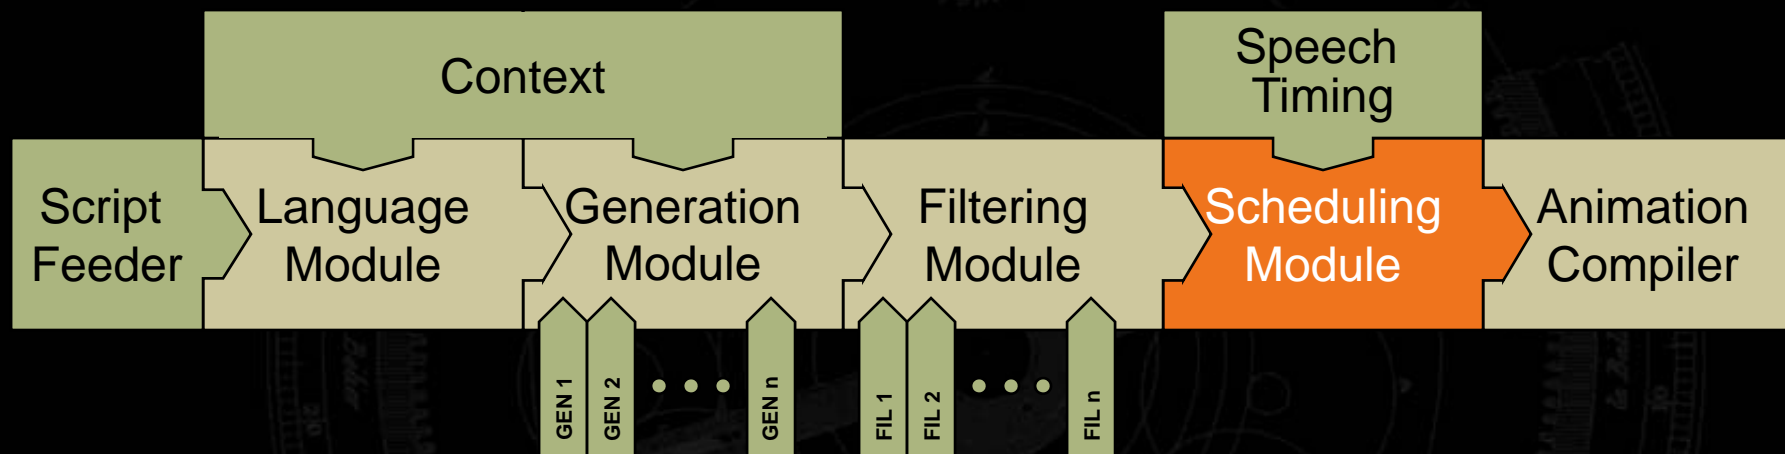 Context
Speech
Timing
Script
Feeder
Language
Module
Generation
Module
Filtering
Module
Scheduling
Module
Animation
Compiler
GEN 1
GEN 2
GEN n
FIL 1
FIL 2
FIL n